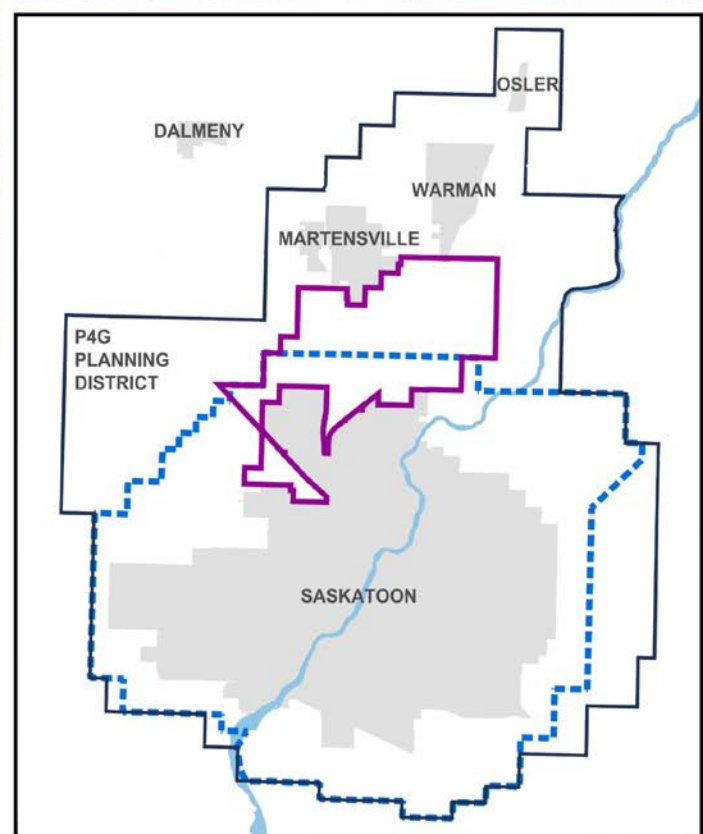 OSLER
DALMENY
WARMAN
MARTENSVILLE
P4G
PLANNING
DISTRICT
SASKATOON